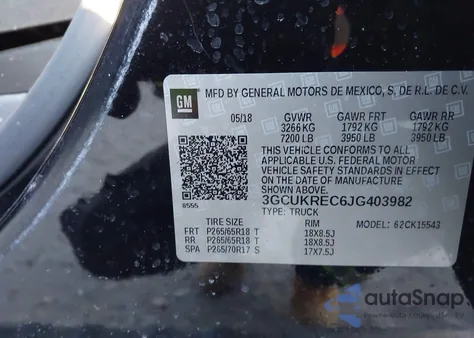 GM
MFD BY GENERAL MOTORS DE MEXICO, S. DE R.L. DE C.V.
05/18 GVWR GAWR FRT GAWR RR
3266 KG 1792 KG 1792 KG
7200 LB 3950 LB 3950 LB
THIS VEHICLE CONFORMS TO ALL
APPLICABLE U.S. FEDERAL MOTOR
VEHICLE SAFETY STANDARDS IN EFFECT
ON THE DATE OF MANUFACTURE
SHOWN ABOVE.
3GCUKREC6JG403982
8555
TYPE: TRUCK
TIRE SIZE RIM MODEL: 62CK15543
FRT P265/65R18 T 18X8.5J
RR P265/65R18 T 18X8.5J
SPA P265/70R17 S 17X7.5J
autoSnap